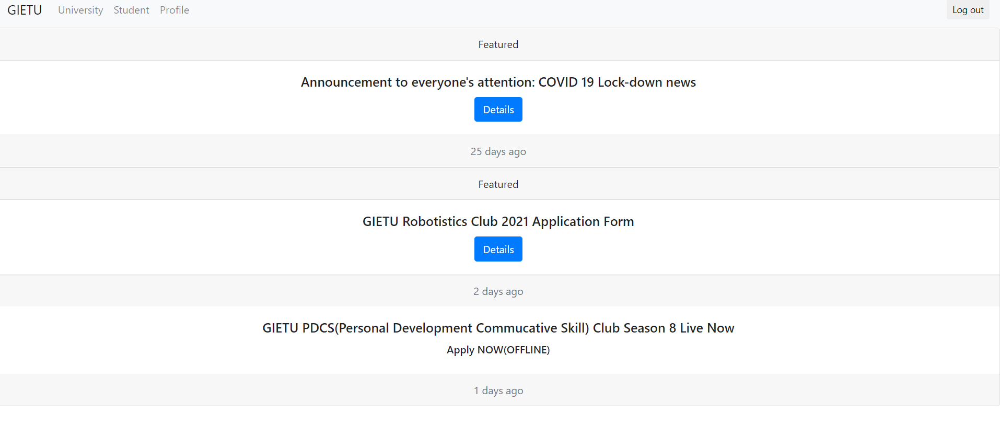 GIETU University Student Profile Log out
Featured
Announcement to everyone's attention: COVID 19 Lock-down news
Details
25 days ago
Featured
GIETU Robotistics Club 2021 Application Form
Details
2 days ago
GIETU PDCS(Personal Development Commucative Skill) Club Season 8 Live Now
Apply NOW(OFFLINE)
1 days ago